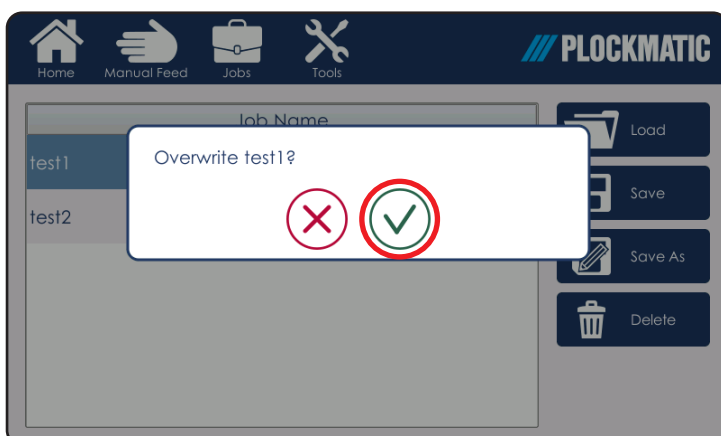 PLOCKMATIC
Home Manual Feed Jobs Tools
Job Name
Load
test1
Overwrite test1?
Save
test2
Save As
Delete